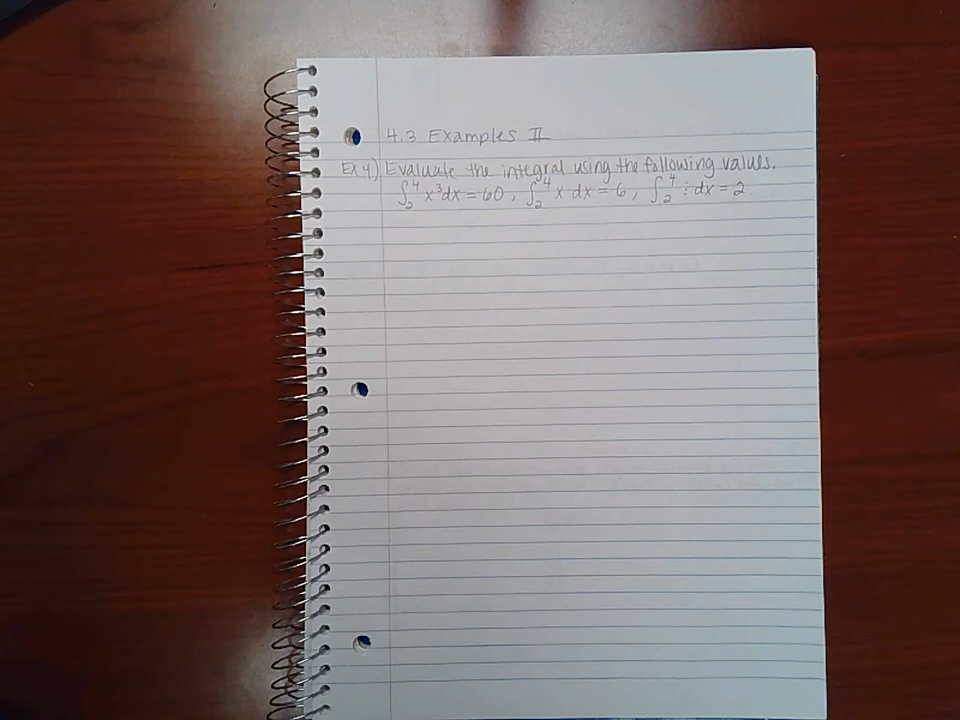 4.3 Examples II
Ex 4) Evaluate the integral using the following values.
∫₂⁴ x³dx = 60, ∫₂⁴ x dx = 6, ∫₂⁴ dx = 2